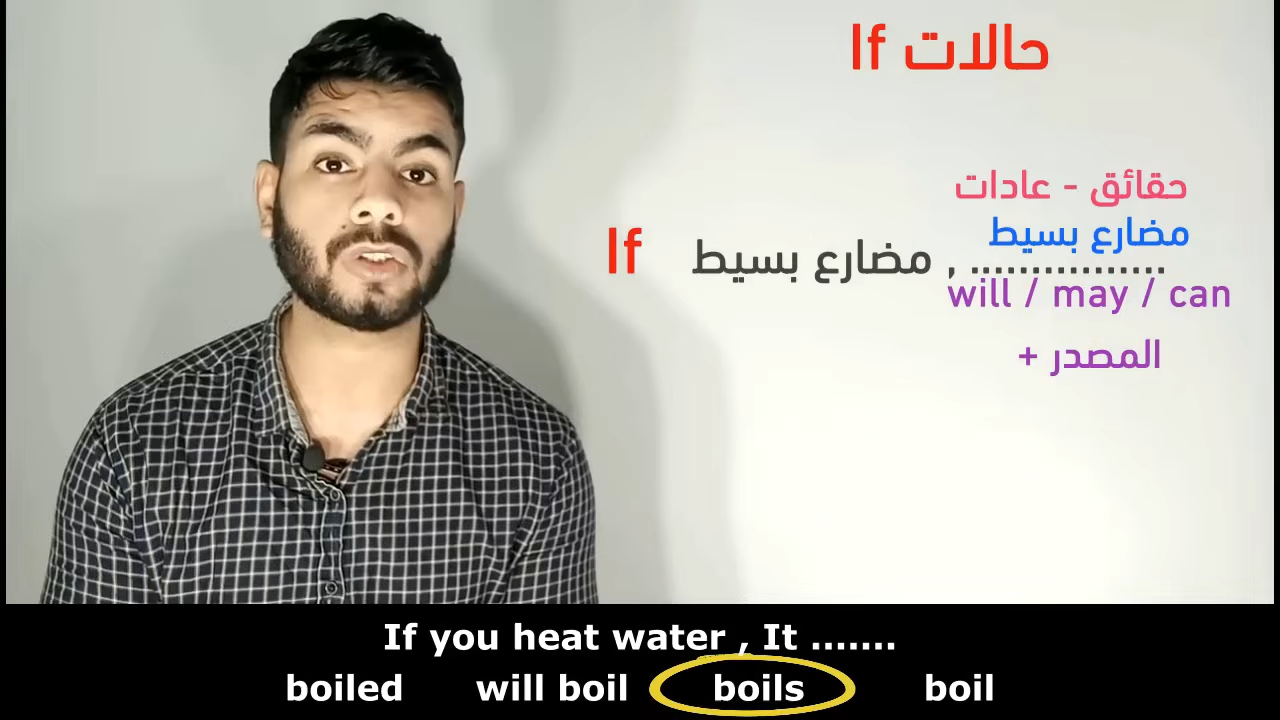 حالات If
حقائق - عادات
مضارع بسيط
If مضارع بسيط , ................
will / may / can
+ المصدر
If you heat water , It .......
boiled will boil boils boil